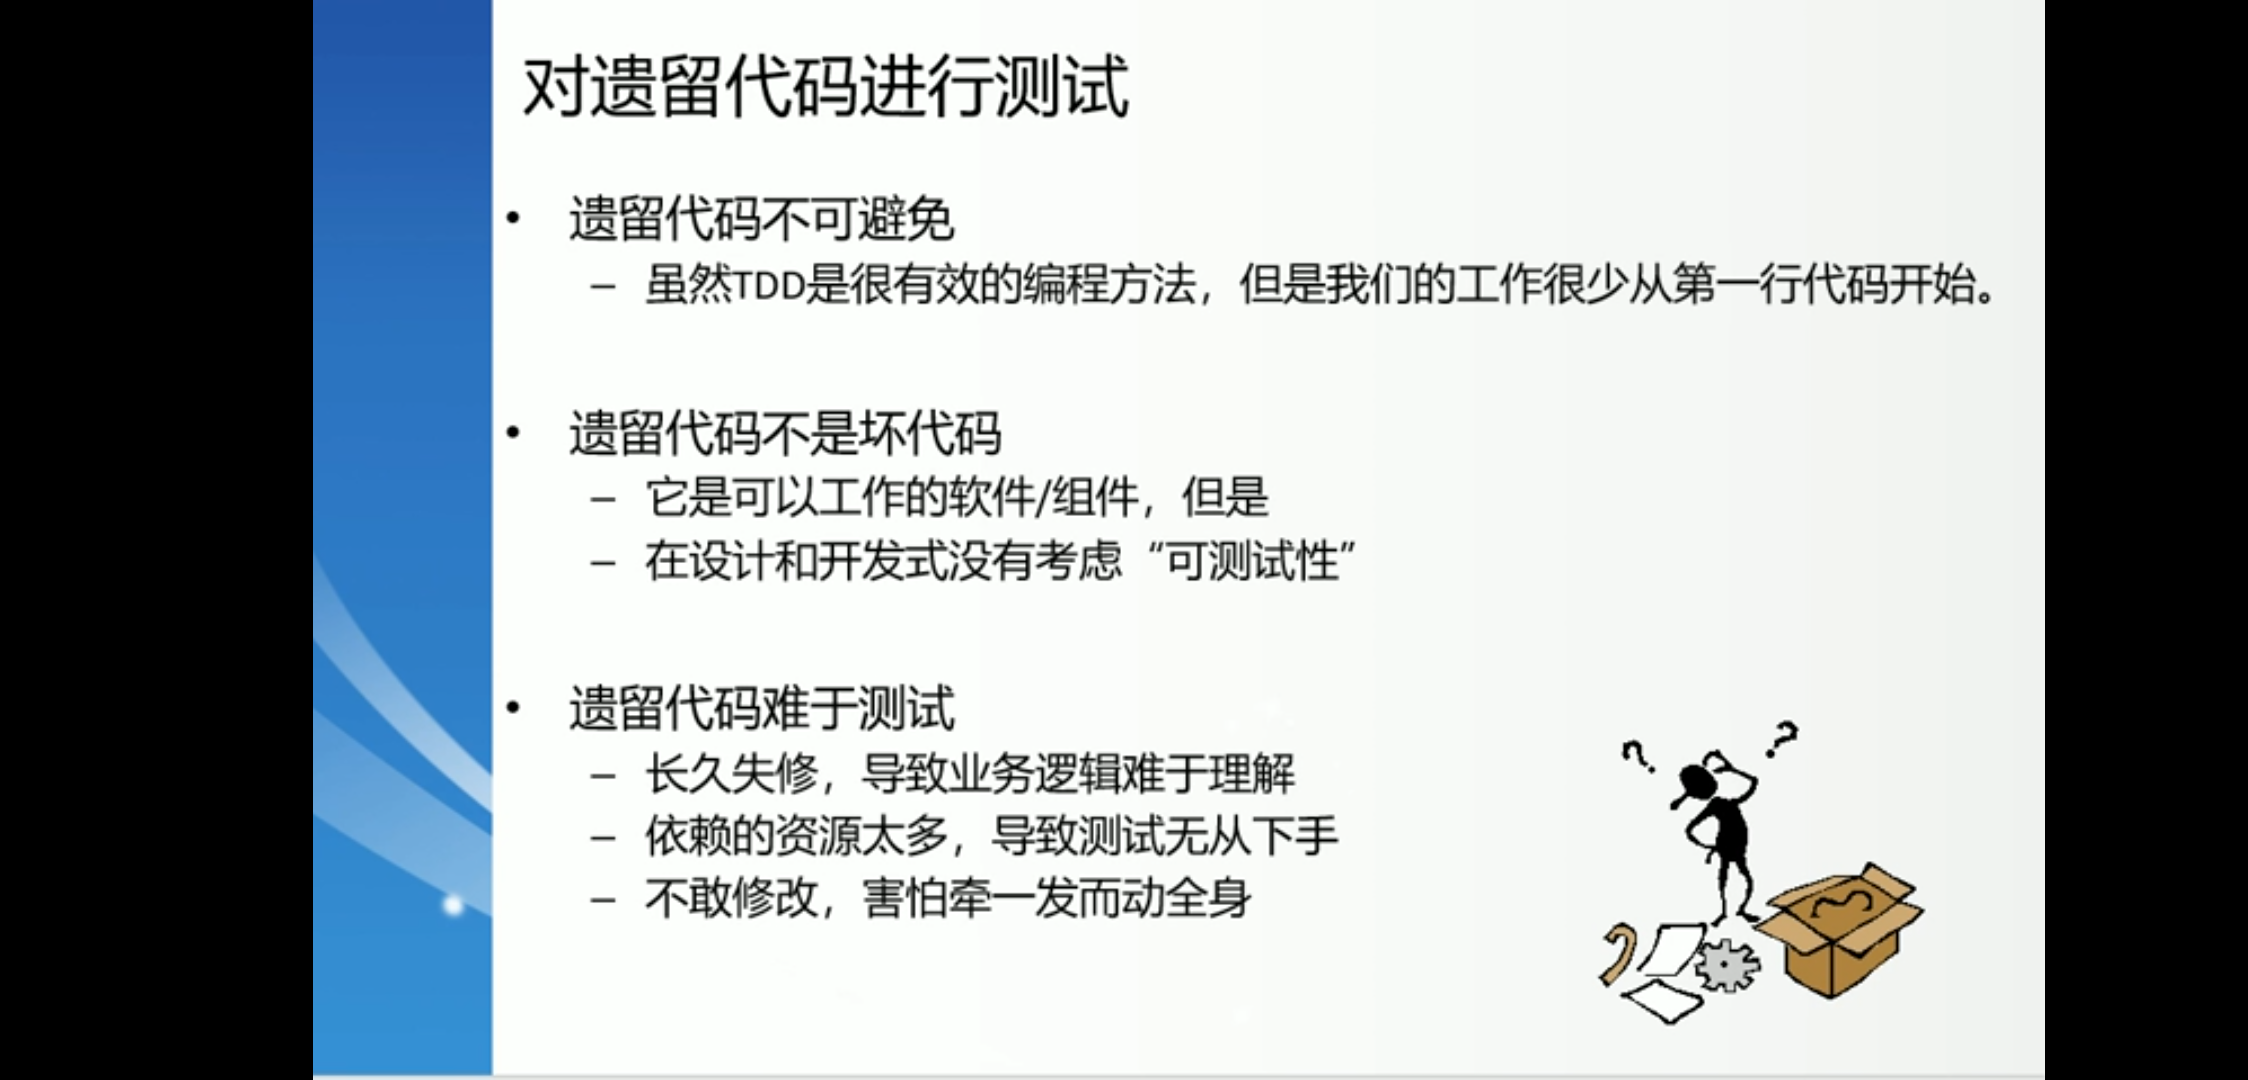 对遗留代码进行测试
• 遗留代码不可避免
– 虽然TDD是很有效的编程方法，但是我们的工作很少从第一行代码开始。
• 遗留代码不是坏代码
– 它是可以工作的软件/组件，但是
– 在设计和开发式没有考虑“可测试性”
• 遗留代码难于测试
– 长久失修，导致业务逻辑难于理解
– 依赖的资源太多，导致测试无从下手
– 不敢修改，害怕牵一发而动全身
? ?